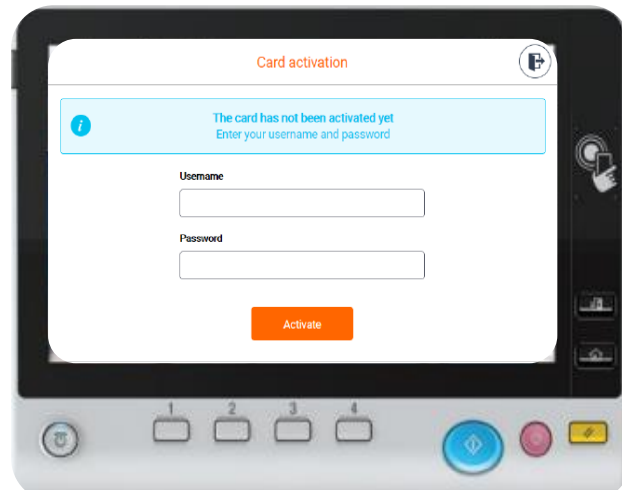 Card activation
The card has not been activated yet
Enter your username and password
Username
Password
Activate
1 2 3 4